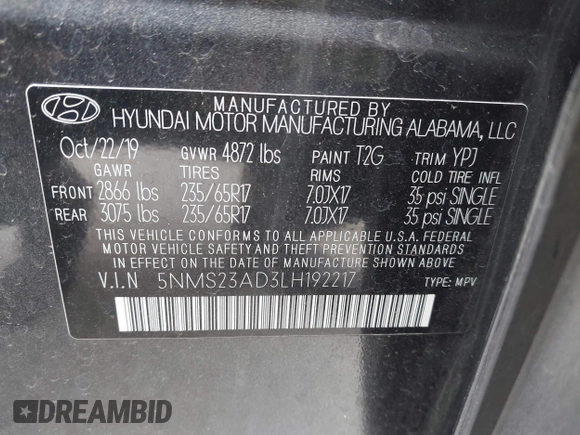 MANUFACTURED BY
HYUNDAI MOTOR MANUFACTURING ALABAMA, LLC
Oct/22/19 GVWR 4872 lbs PAINT T2G TRIM YPJ
GAWR TIRES RIMS COLD TIRE INFL
FRONT 2866 lbs 235/65R17 7.0JX17 35 psi SINGLE
REAR 3075 lbs 235/65R17 7.0JX17 35 psi SINGLE
THIS VEHICLE CONFORMS TO ALL APPLICABLE U.S.A. FEDERAL
MOTOR VEHICLE SAFETY AND THEFT PREVENTION STANDARDS
IN EFFECT ON THE DATE OF MANUFACTURE SHOWN ABOVE.
V.I.N 5NMS23AD3LH192217 TYPE: MPV
DREAMBID